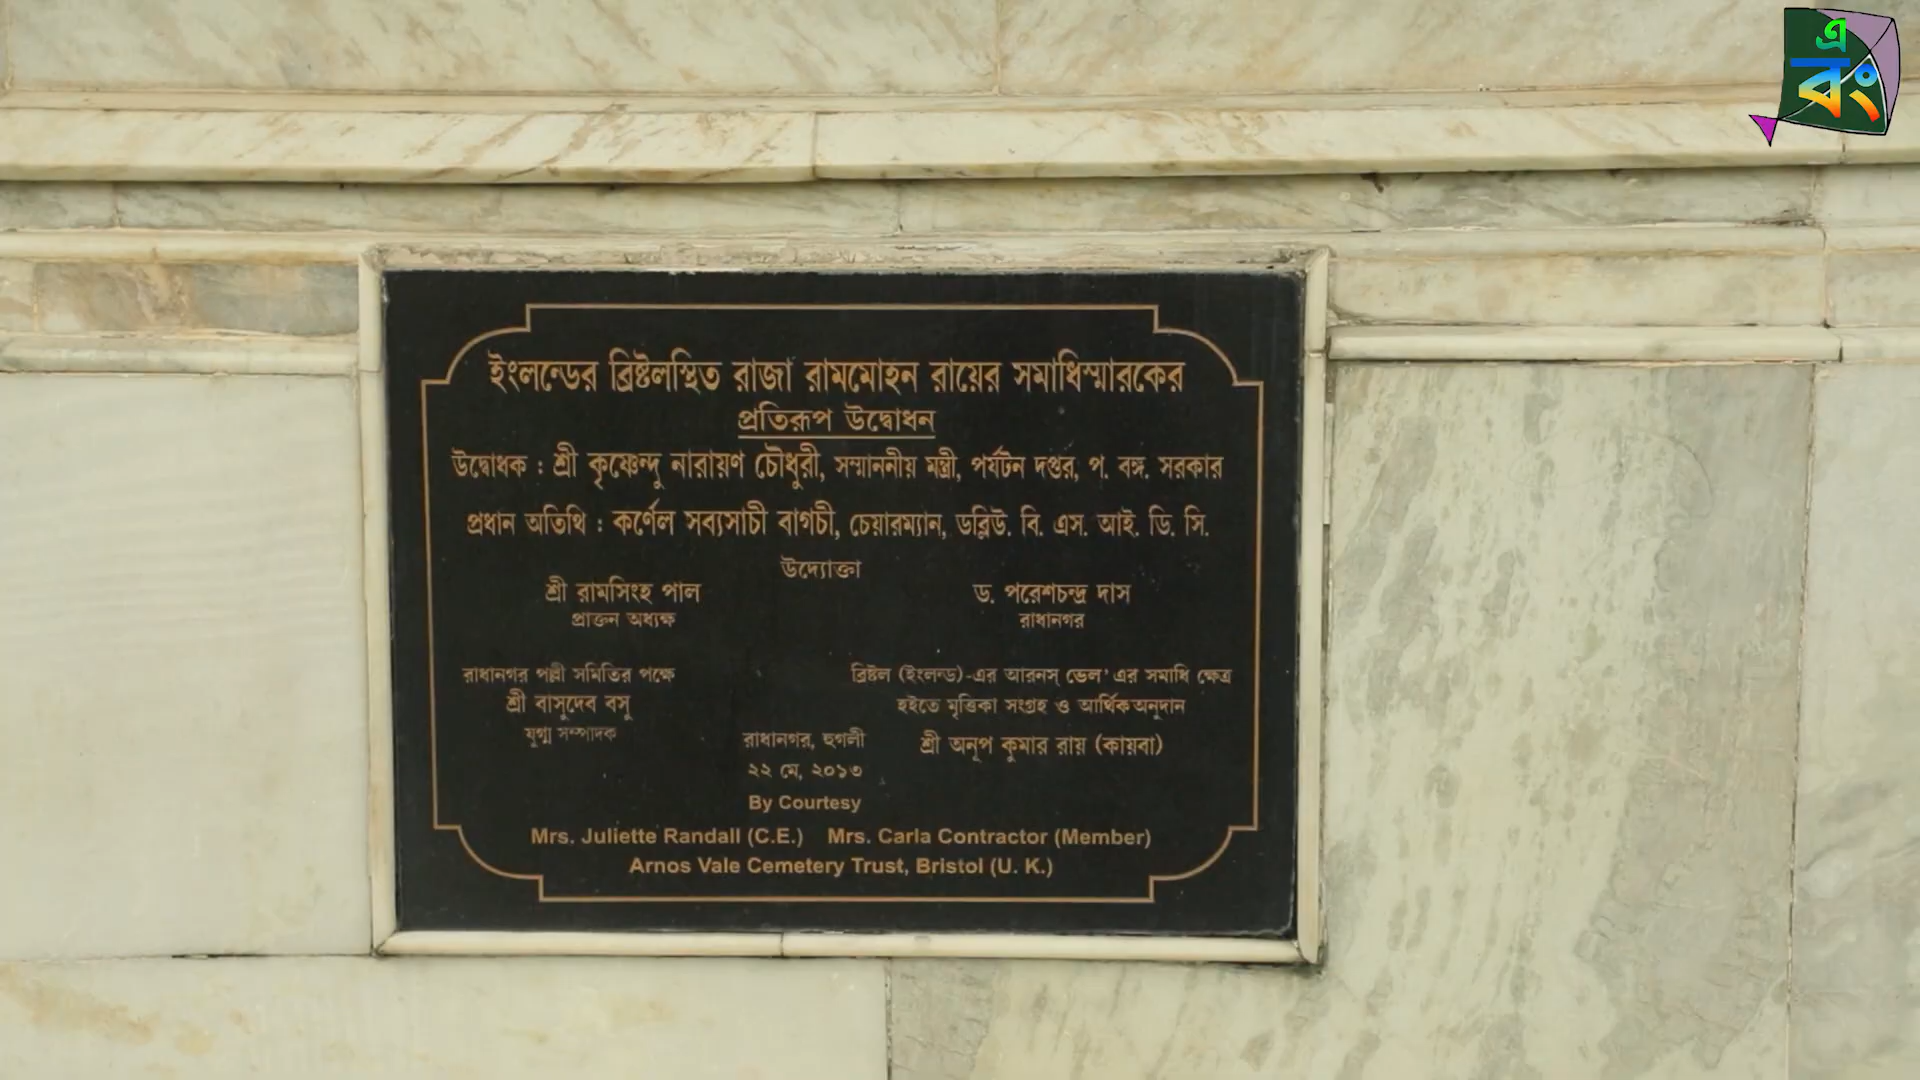 এবং
ইংলন্ডের ব্রিষ্টলস্থিত রাজা রামমোহন রায়ের সমাধিস্মারকের
প্রতিরূপ উদ্বোধন
উদ্বোধক : শ্রী কৃষ্ণেন্দু নারায়ণ চৌধুরী, সম্মাননীয় মন্ত্রী, পর্যটন দপ্তর, প. বঙ্গ. সরকার
প্রধান অতিথি : কর্ণেল সব্যসাচী বাগচী, চেয়ারম্যান, ডব্লিউ. বি. এস. আই. ডি. সি.
উদ্যোক্তা
শ্রী রামসিংহ পাল
প্রাক্তন অধ্যক্ষ
ড. পরেশচন্দ্র দাস
রাধানগর
রাধানগর পল্লী সমিতির পক্ষে
শ্রী বাসুদেব বসু
যুগ্ম সম্পাদক
ব্রিষ্টল (ইংলন্ড)-এর আরনস্ ভেল'এর সমাধি ক্ষেত্র
হইতে মৃত্তিকা সংগ্রহ ও আর্থিক অনুদান
শ্রী অনূপ কুমার রায় (কায়বা)
রাধানগর, হুগলী
২২ মে, ২০১৩
By Courtesy
Mrs. Juliette Randall (C.E.) Mrs. Carla Contractor (Member)
Arnos Vale Cemetery Trust, Bristol (U. K.)